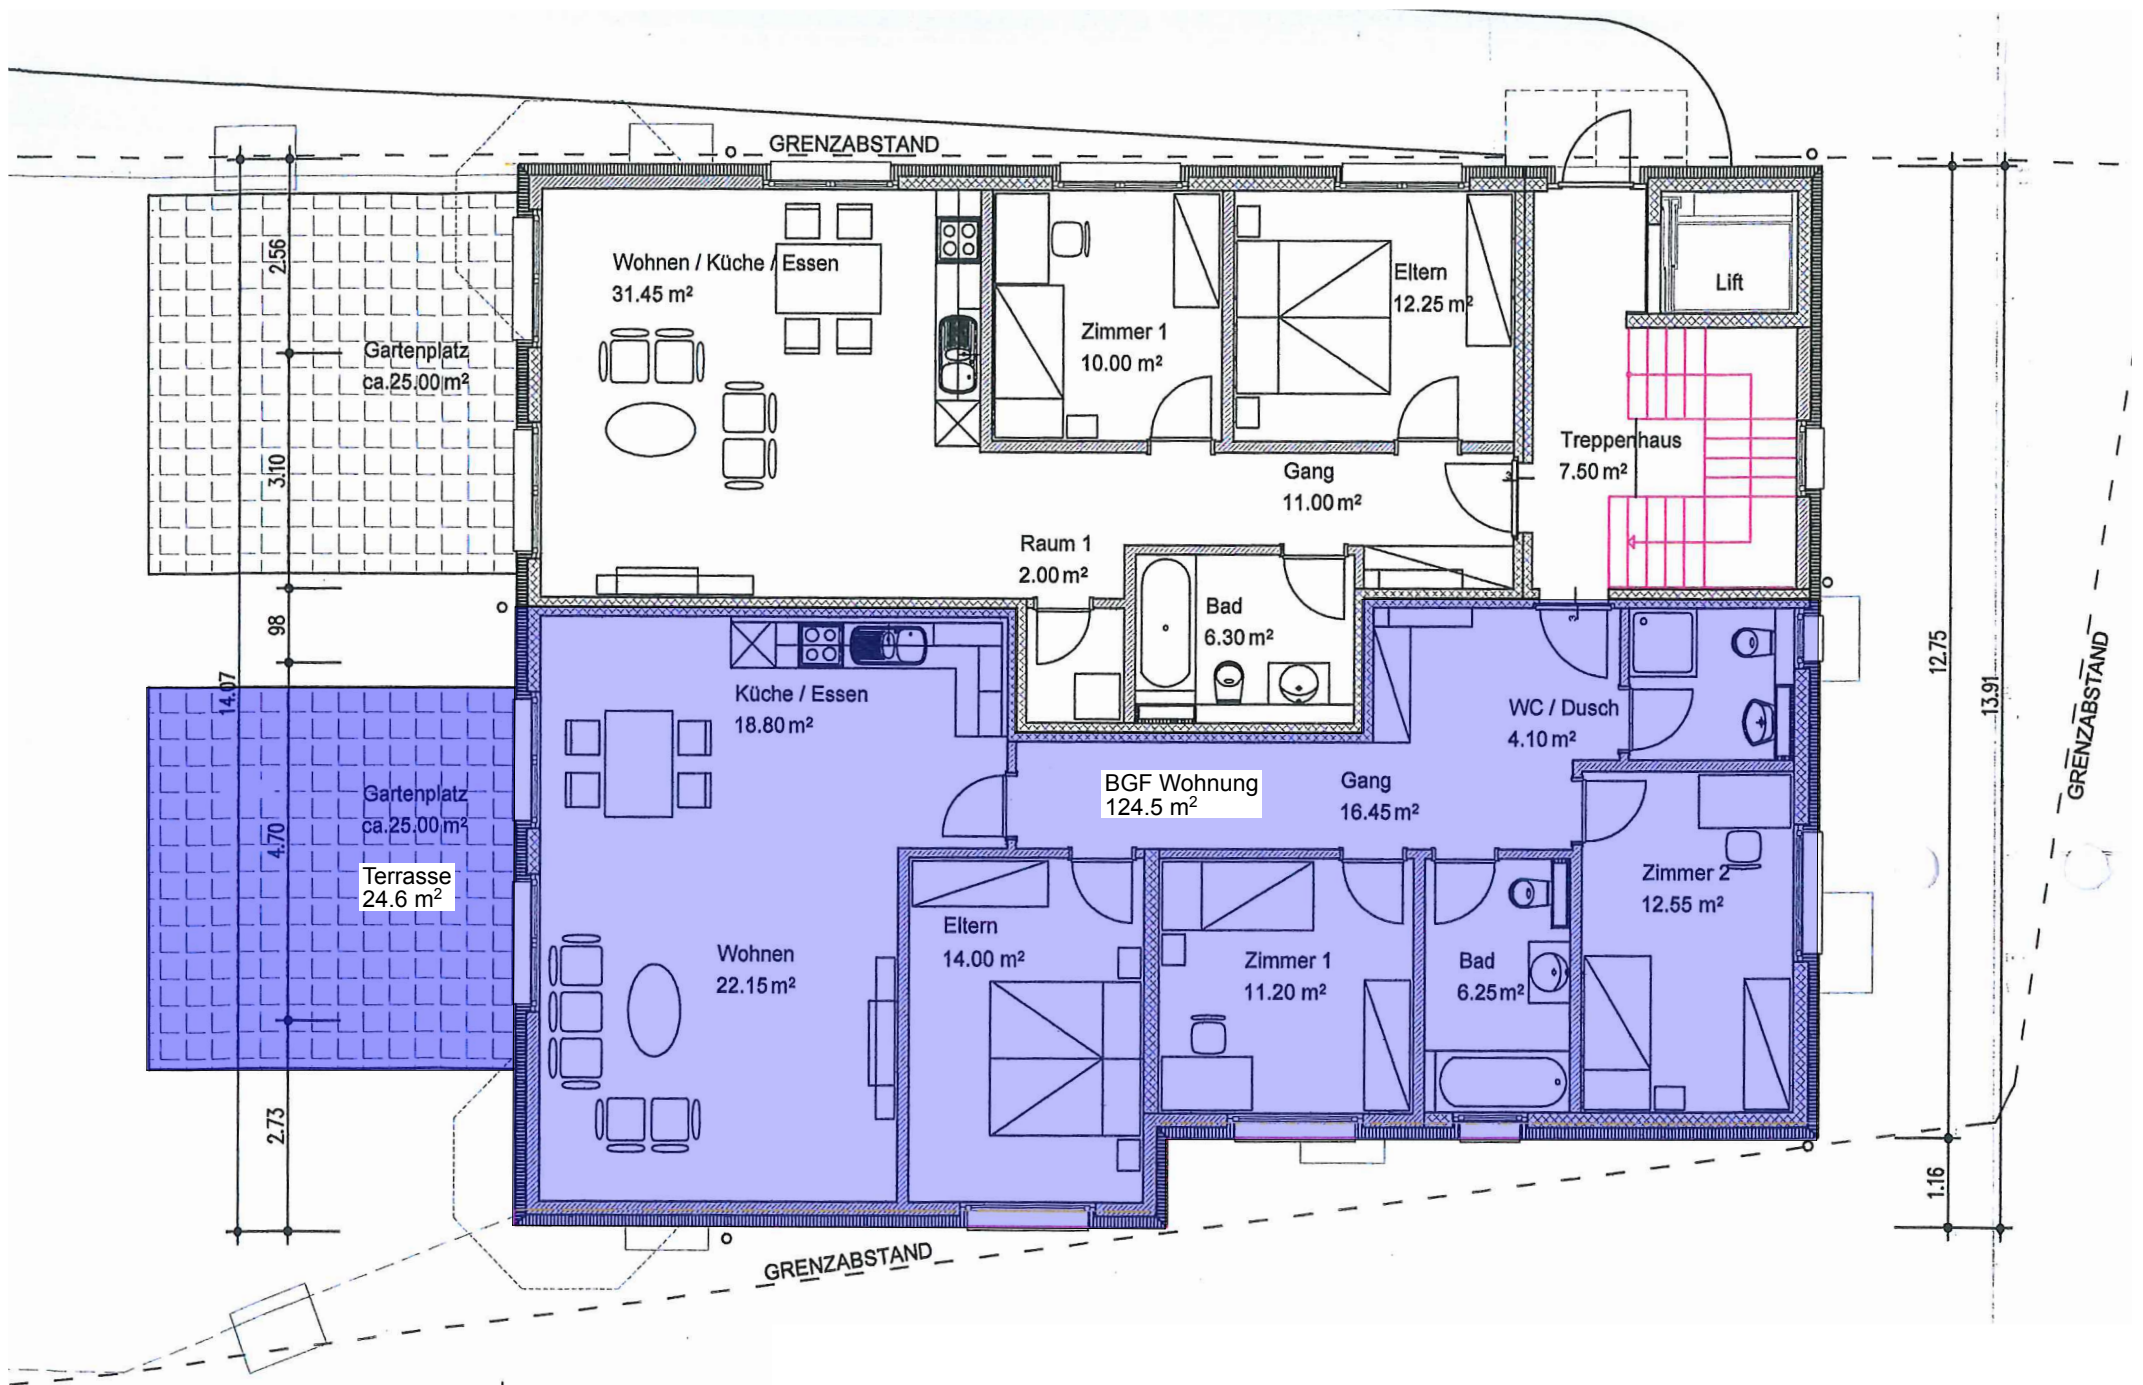 GRENZABSTAND
Wohnen / Küche / Essen
31.45 m²
Zimmer 1
10.00 m²
Eltern
12.25 m²
Lift
Gartenplatz
ca.25.00 m²
Treppenhaus
7.50 m²
Gang
11.00 m²
Raum 1
2.00 m²
Bad
6.30 m²
2.56
3.10
98
14.07
4.70
2.73
12.75
13.91
1.16
GRENZABSTAND
Küche / Essen
18.80 m²
WC / Dusch
4.10 m²
BGF Wohnung
124.5 m²
Gang
16.45 m²
Gartenplatz
ca.25.00 m²
Terrasse
24.6 m²
Zimmer 2
12.55 m²
Eltern
14.00 m²
Wohnen
22.15 m²
Zimmer 1
11.20 m²
Bad
6.25 m²
GRENZABSTAND